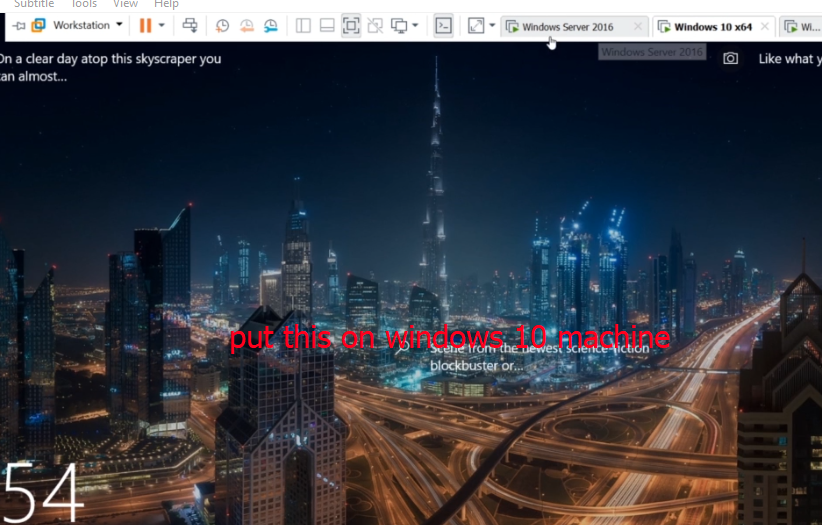 Subtitle Tools View Help
Workstation Windows Server 2016 Windows 10 x64 Wi...
Windows Server 2016
On a clear day atop this skyscraper you
can almost...
Like what y
put this on windows 10 machine
Scene from the newest science-fiction
blockbuster or...
54